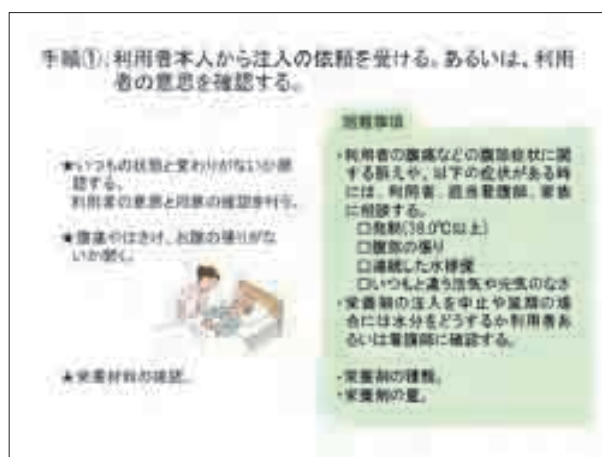 手順①:利用者本人から注入の依頼を受ける。あるいは、利用
者の意思を確認する。
★いつもの状態と変わりがないか確
認する。
利用者の意思と同意の確認を行う。
★腹痛やはきけ、お腹の張りがな
いか聞く。
★栄養材料の確認。
留意事項
・利用者の腹痛などの腹部症状に関
する訴えや、以下の症状がある時
には、利用者、担当看護師、家族
に相談する。
□発熱(38.0℃以上)
□腹部の張り
□連続した水様便
□いつもと違う活気や元気のなさ
・栄養剤の注入を中止や延期の場
合には水分をどうするか利用者あ
るいは看護師に確認する。
・栄養剤の種類。
・栄養剤の量。